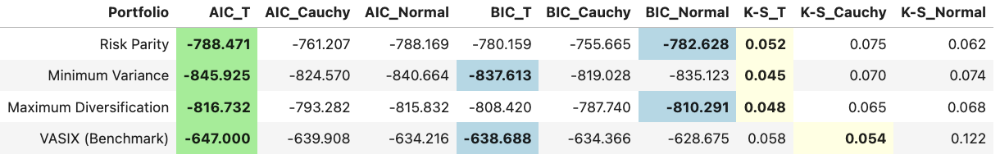 Portfolio AIC_T AIC_Cauchy AIC_Normal BIC_T BIC_Cauchy BIC_Normal K-S_T K-S_Cauchy K-S_Normal
Risk Parity -788.471 -761.207 -788.169 -780.159 -755.665 -782.628 0.052 0.075 0.062
Minimum Variance -845.925 -824.570 -840.664 -837.613 -819.028 -835.123 0.045 0.070 0.074
Maximum Diversification -816.732 -793.282 -815.832 -808.420 -787.740 -810.291 0.048 0.065 0.068
VASIX (Benchmark) -647.000 -639.908 -634.216 -638.688 -634.366 -628.675 0.058 0.054 0.122